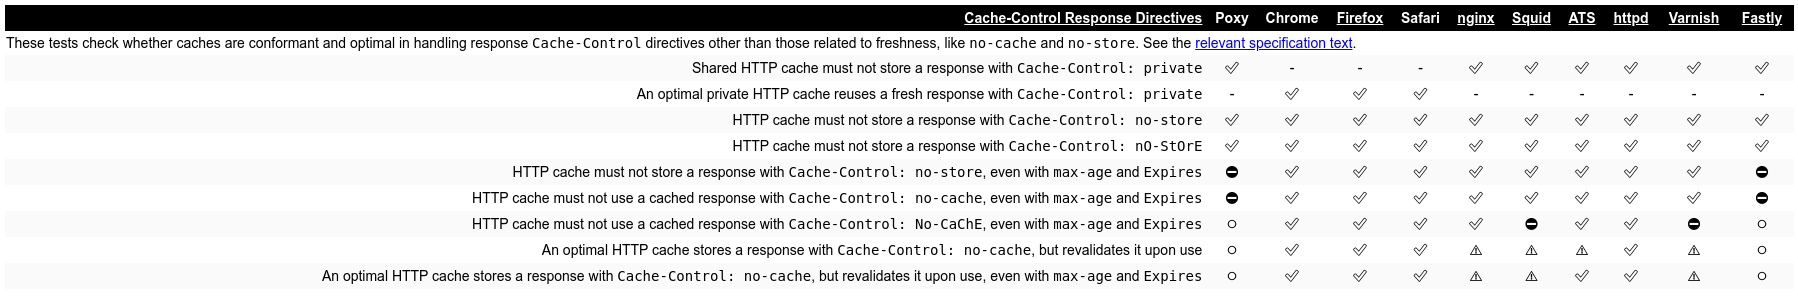 Cache-Control Response Directives Poxy Chrome Firefox Safari nginx Squid ATS httpd Varnish Fastly
These tests check whether caches are conformant and optimal in handling response Cache-Control directives other than those related to freshness, like no-cache and no-store. See the relevant specification text.
Shared HTTP cache must not store a response with Cache-Control: private ✓ - - - ✓ ✓ ✓ ✓ ✓ ✓
An optimal private HTTP cache reuses a fresh response with Cache-Control: private - ✓ ✓ ✓ - - - - - -
HTTP cache must not store a response with Cache-Control: no-store ✓ ✓ ✓ ✓ ✓ ✓ ✓ ✓ ✓ ✓
HTTP cache must not store a response with Cache-Control: nO-StOrE ✓ ✓ ✓ ✓ ✓ ✓ ✓ ✓ ✓ ✓
HTTP cache must not store a response with Cache-Control: no-store, even with max-age and Expires ⛔ ✓ ✓ ✓ ✓ ✓ ✓ ✓ ✓ ⛔
HTTP cache must not use a cached response with Cache-Control: no-cache, even with max-age and Expires ⛔ ✓ ✓ ✓ ✓ ✓ ✓ ✓ ✓ ⛔
HTTP cache must not use a cached response with Cache-Control: No-CaChE, even with max-age and Expires ○ ✓ ✓ ✓ ✓ ⛔ ✓ ✓ ⛔ ○
An optimal HTTP cache stores a response with Cache-Control: no-cache, but revalidates it upon use ○ ✓ ✓ ✓ ⚠ ⚠ ⚠ ✓ ⚠ ○
An optimal HTTP cache stores a response with Cache-Control: no-cache, but revalidates it upon use, even with max-age and Expires ○ ✓ ✓ ✓ ⚠ ⚠ ✓ ✓ ⚠ ○